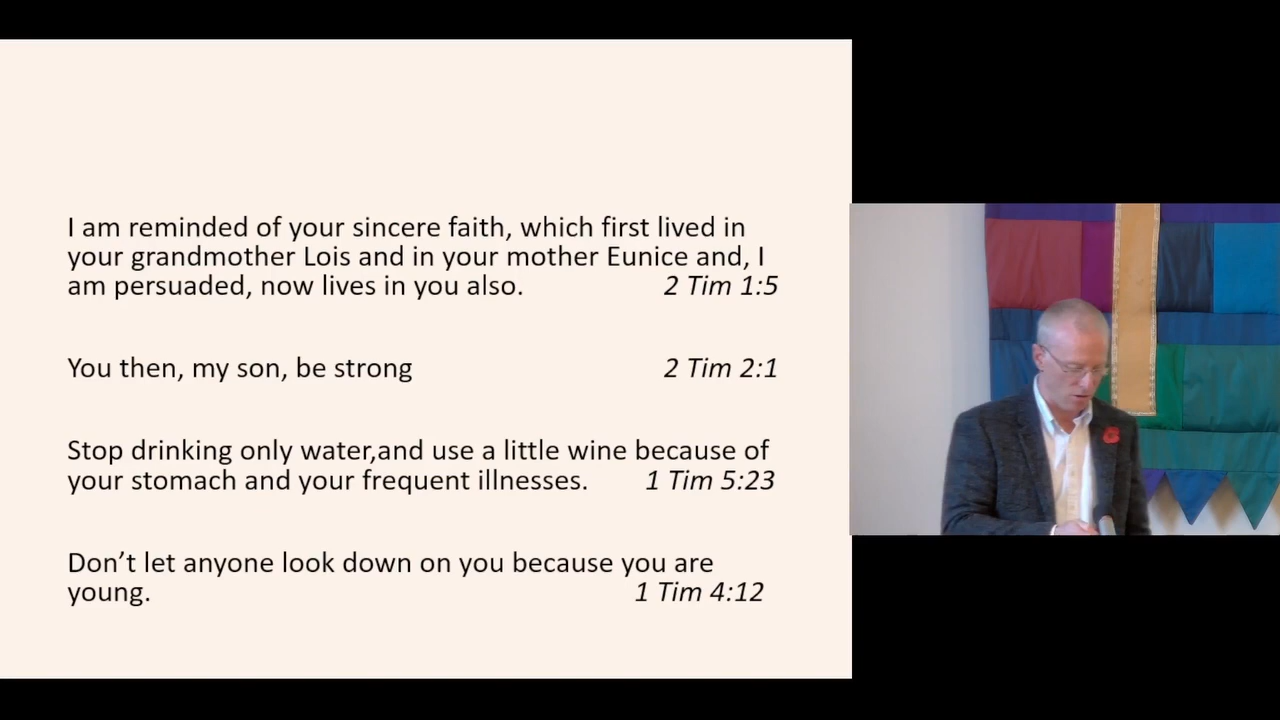 I am reminded of your sincere faith, which first lived in
your grandmother Lois and in your mother Eunice and, I
am persuaded, now lives in you also. 2 Tim 1:5
You then, my son, be strong 2 Tim 2:1
Stop drinking only water,and use a little wine because of
your stomach and your frequent illnesses. 1 Tim 5:23
Don’t let anyone look down on you because you are
young. 1 Tim 4:12